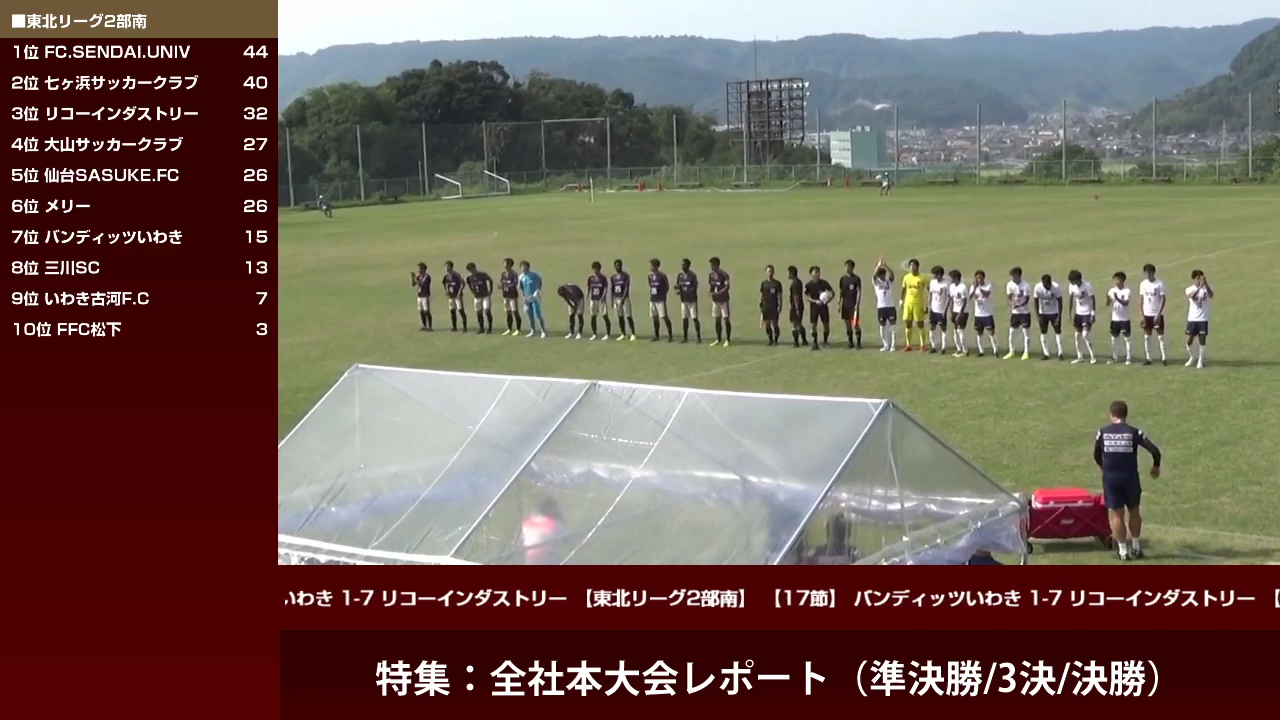 ■東北リーグ2部南
1位 FC.SENDAI.UNIV 44
2位 七ヶ浜サッカークラブ 40
3位 リコーインダストリー 32
4位 大山サッカークラブ 27
5位 仙台SASUKE.FC 26
6位 メリー 26
7位 バンディッツいわき 15
8位 三川SC 13
9位 いわき古河F.C 7
10位 FFC松下 3
いわき 1-7 リコーインダストリー 【東北リーグ2部南】 【17節】 バンディッツいわき 1-7 リコーインダストリー 【
特集：全社本大会レポート（準決勝/3決/決勝）